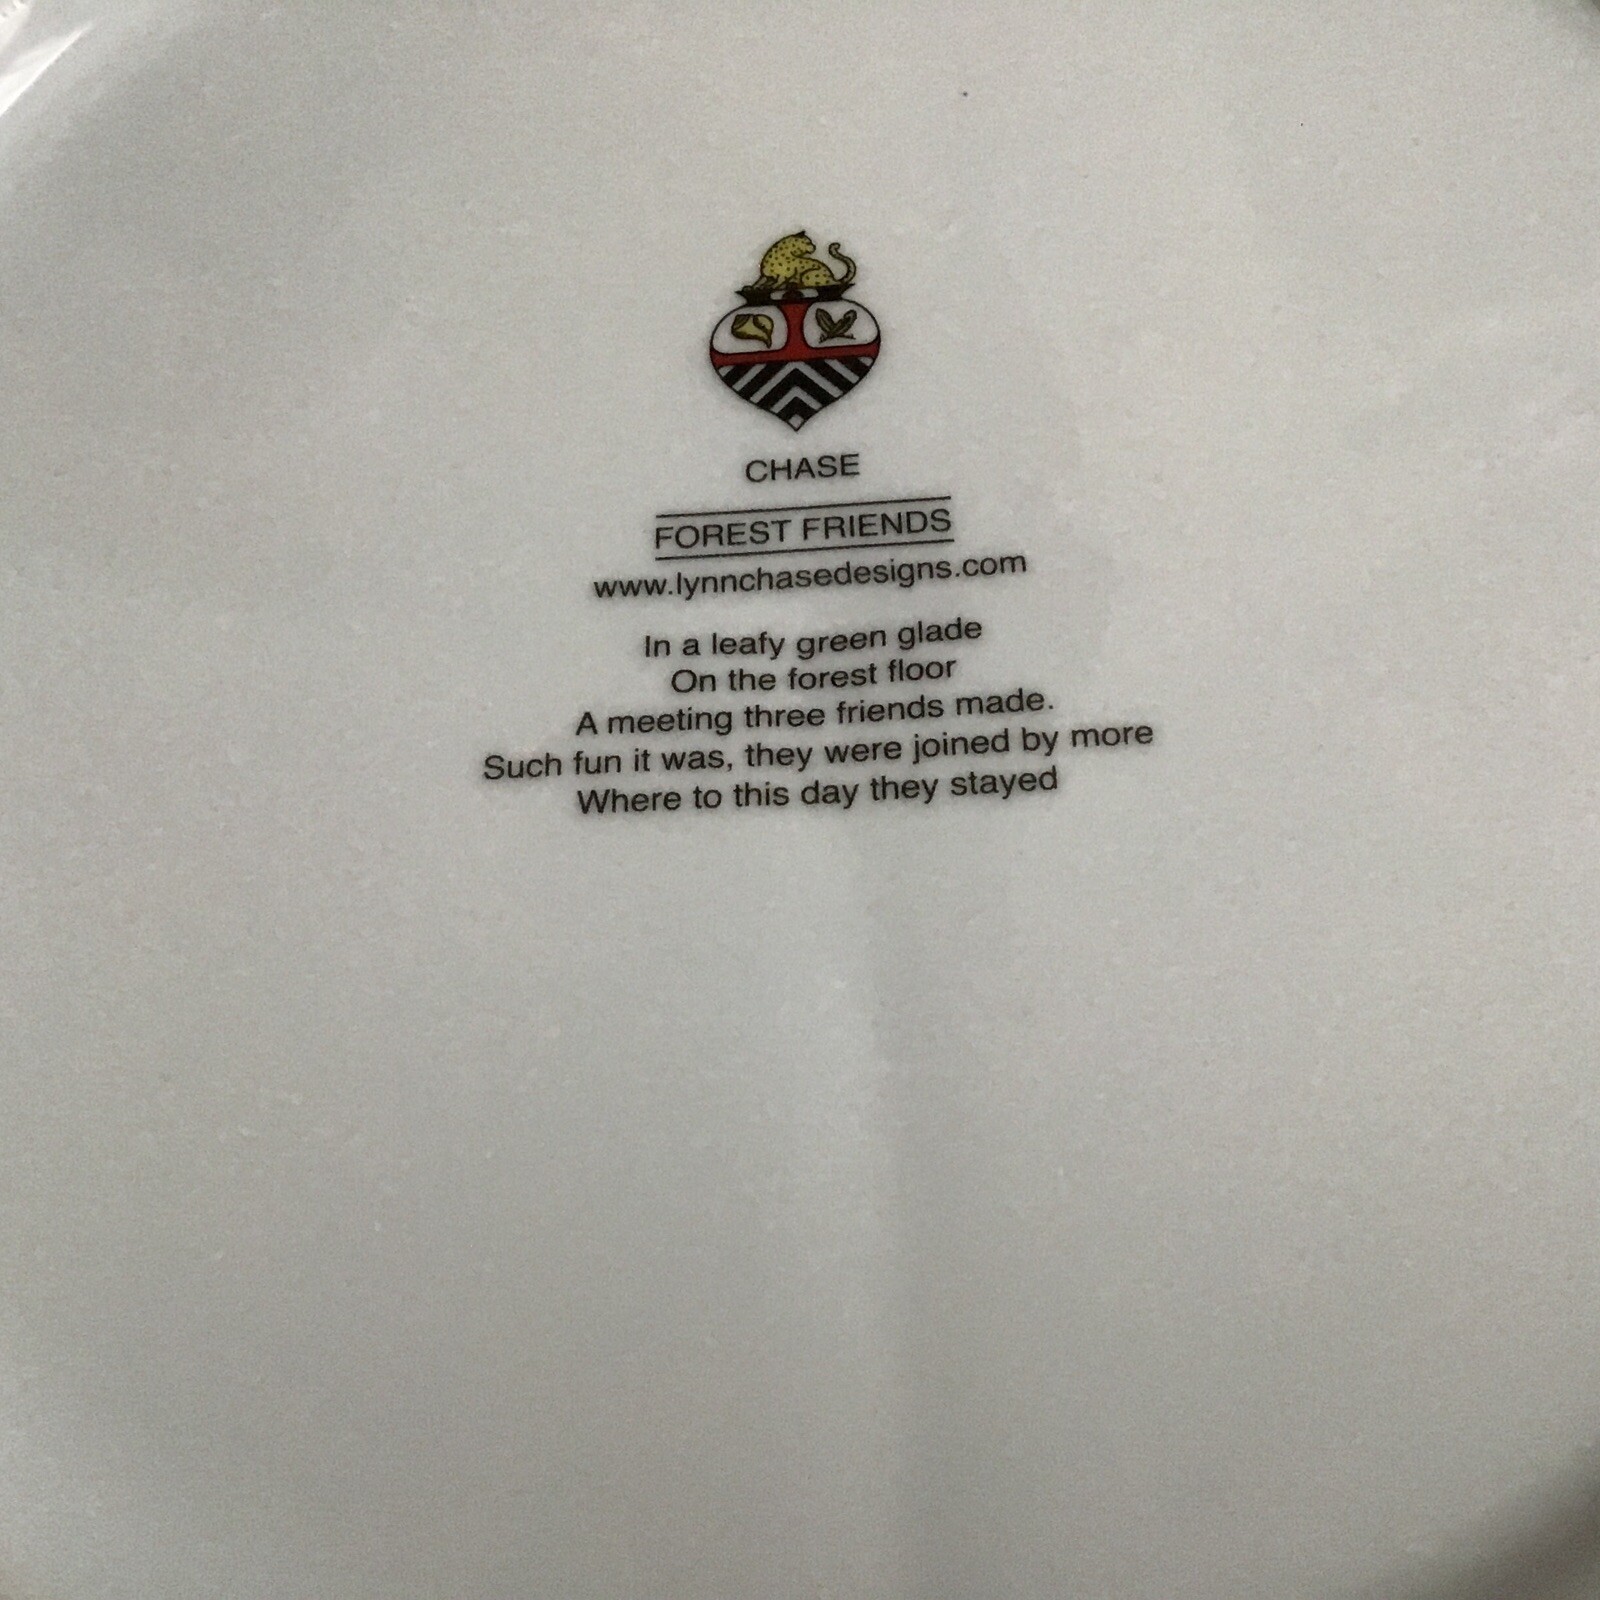 CHASE
FOREST FRIENDS
www.lynnchasedesigns.com
In a leafy green glade
On the forest floor
A meeting three friends made.
Such fun it was, they were joined by more
Where to this day they stayed